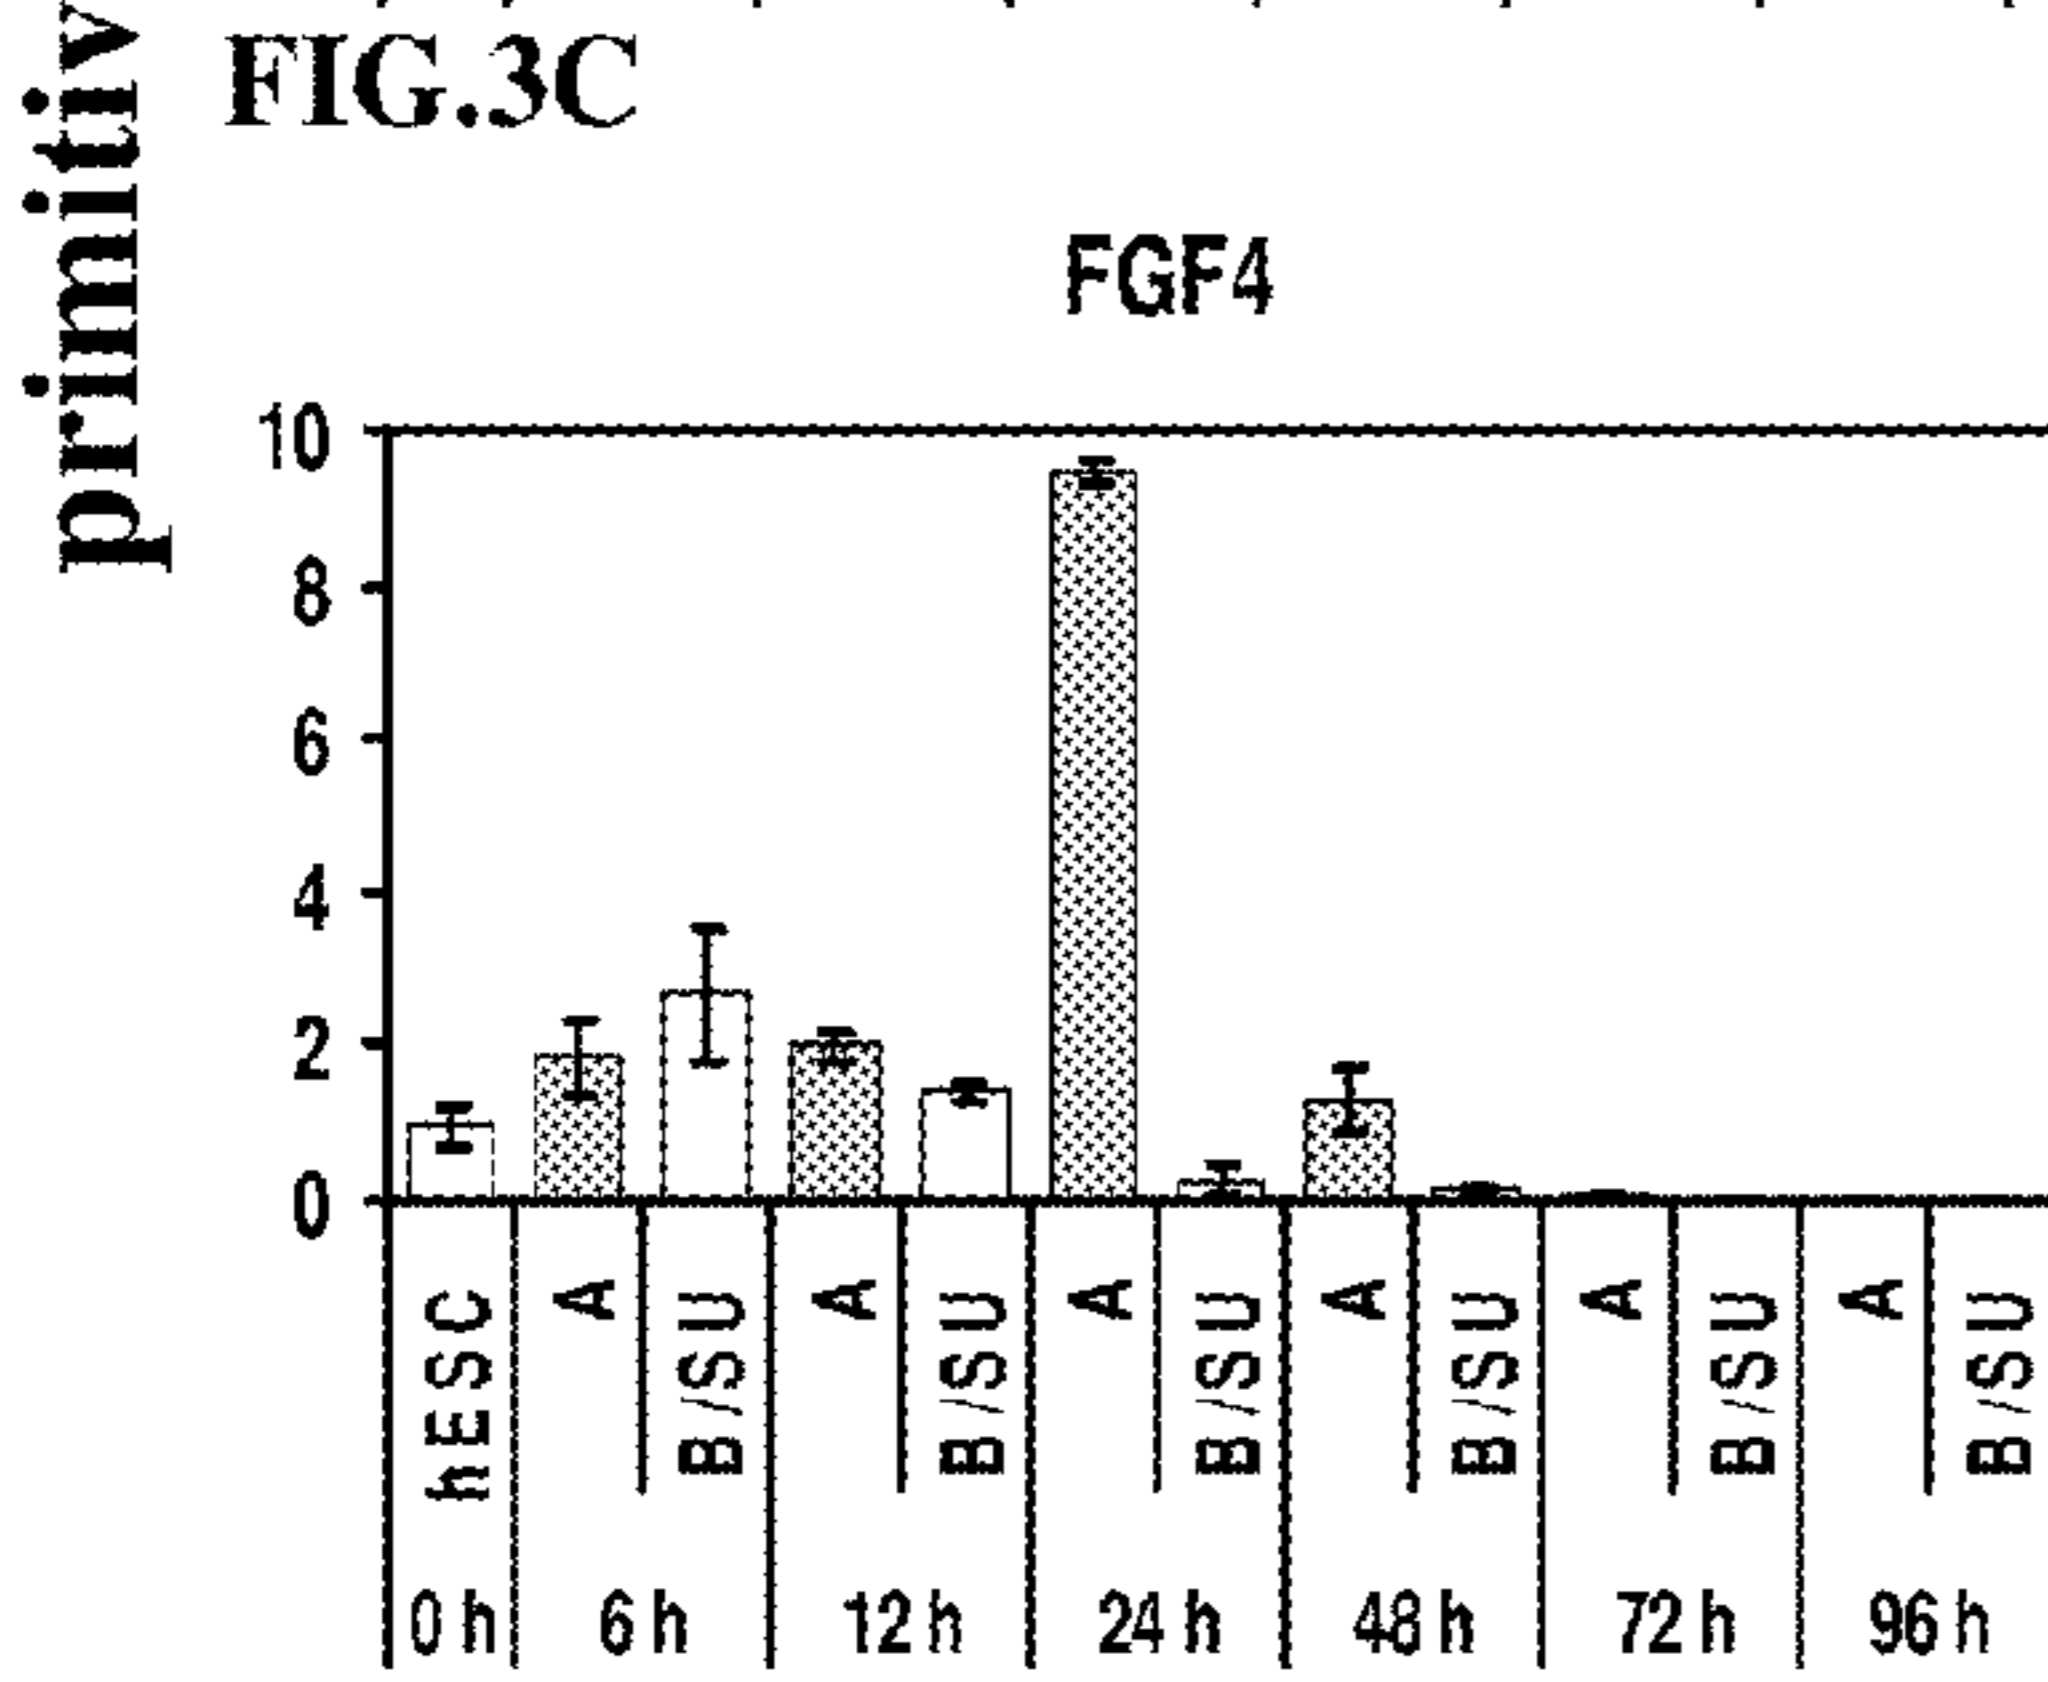 FIG.3C
primitiv
FGF4
10
8
6
4
2
0
hESC A B/SU A B/SU A B/SU A B/SU A B/SU A B/SU
0 h 6 h 12 h 24 h 48 h 72 h 96 h